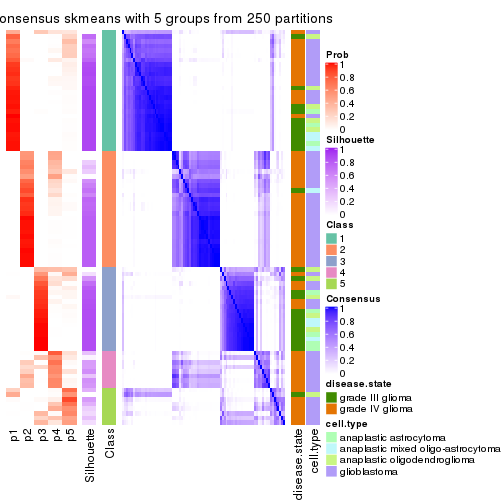 onsensus skmeans with 5 groups from 250 partitions
Prob
1
0.8
0.6
0.4
0.2
0
Silhouette
1
0.8
0.6
0.4
0.2
0
Class
1
2
3
4
5
Consensus
1
0.8
0.6
0.4
0.2
0
disease.state
grade III glioma
grade IV glioma
cell.type
anaplastic astrocytoma
anaplastic mixed oligo-astrocytoma
anaplastic oligodendroglioma
glioblastoma
p1
p2
p3
p4
p5
Silhouette
Class
disease.state
cell.type